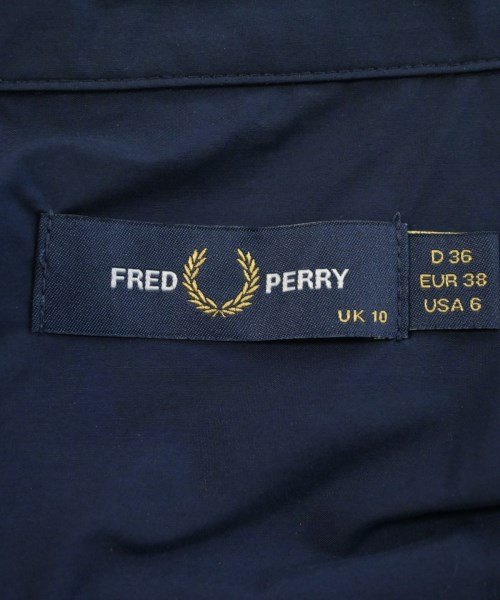 FRED PERRY
UK 10
D 36
EUR 38
USA 6